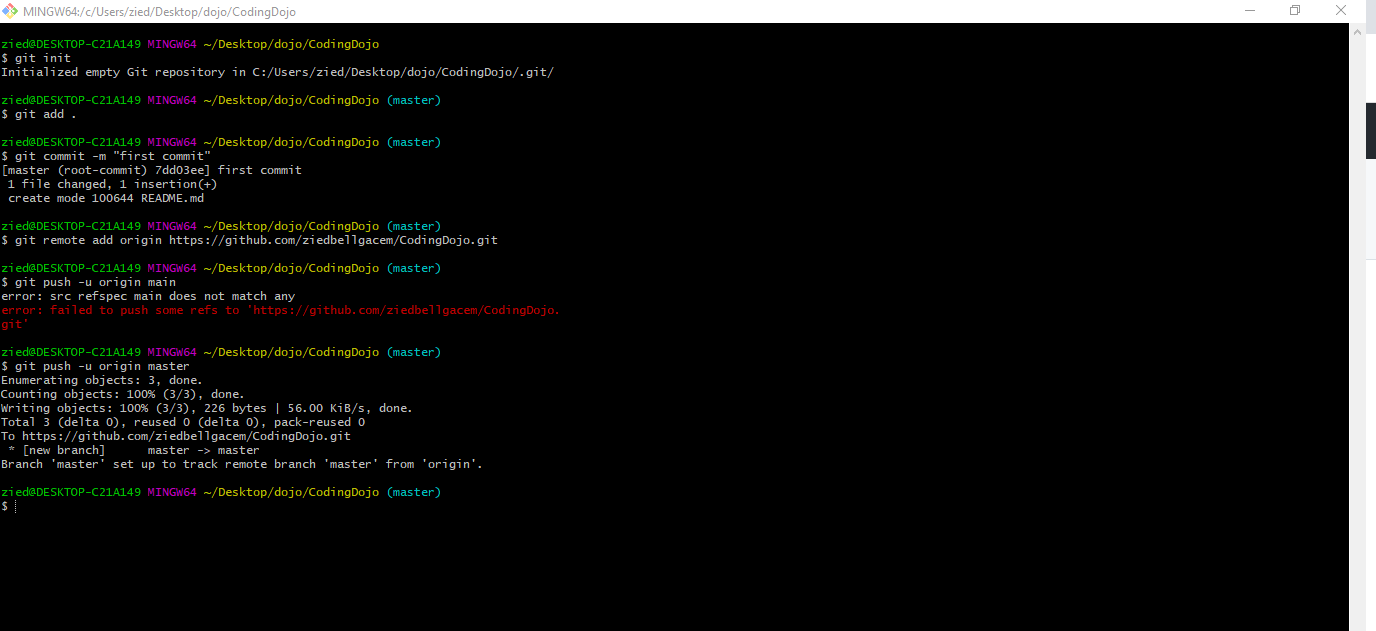 MINGW64:/c/Users/zied/Desktop/dojo/CodingDojo
zied@DESKTOP-C21A149 MINGW64 ~/Desktop/dojo/CodingDojo
$ git init
Initialized empty Git repository in C:/Users/zied/Desktop/dojo/CodingDojo/.git/
zied@DESKTOP-C21A149 MINGW64 ~/Desktop/dojo/CodingDojo (master)
$ git add .
zied@DESKTOP-C21A149 MINGW64 ~/Desktop/dojo/CodingDojo (master)
$ git commit -m "first commit"
[master (root-commit) 7dd03ee] first commit
 1 file changed, 1 insertion(+)
 create mode 100644 README.md
zied@DESKTOP-C21A149 MINGW64 ~/Desktop/dojo/CodingDojo (master)
$ git remote add origin https://github.com/ziedbellgacem/CodingDojo.git
zied@DESKTOP-C21A149 MINGW64 ~/Desktop/dojo/CodingDojo (master)
$ git push -u origin main
error: src refspec main does not match any
error: failed to push some refs to 'https://github.com/ziedbellgacem/CodingDojo.
git'
zied@DESKTOP-C21A149 MINGW64 ~/Desktop/dojo/CodingDojo (master)
$ git push -u origin master
Enumerating objects: 3, done.
Counting objects: 100% (3/3), done.
Writing objects: 100% (3/3), 226 bytes | 56.00 KiB/s, done.
Total 3 (delta 0), reused 0 (delta 0), pack-reused 0
To https://github.com/ziedbellgacem/CodingDojo.git
 * [new branch]      master -> master
Branch 'master' set up to track remote branch 'master' from 'origin'.
zied@DESKTOP-C21A149 MINGW64 ~/Desktop/dojo/CodingDojo (master)
$